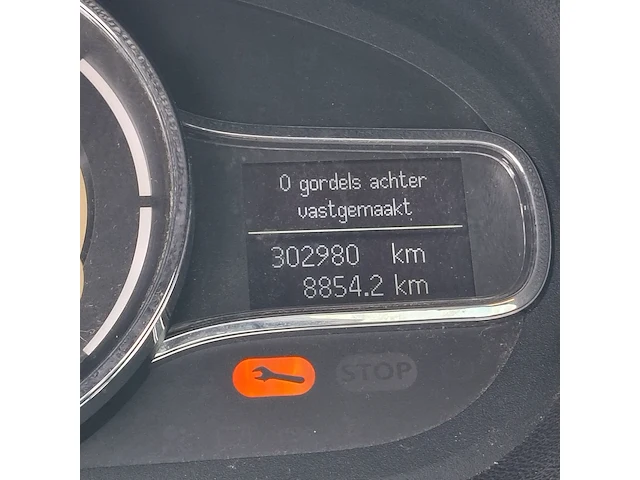 0 gordels achter
vastgemaakt
302980 km
8854.2 km
STOP